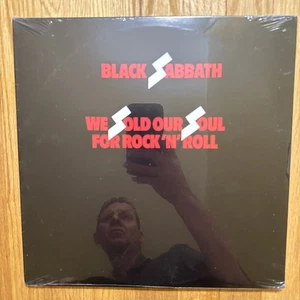 BLACK SABBATH
WE SOLD OUR SOUL
FOR ROCK 'N' ROLL